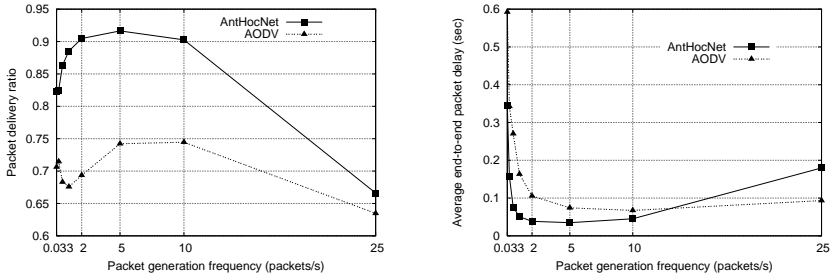 Packet delivery ratio
0.95
0.9
0.85
0.8
0.75
0.7
0.65
0.6
AntHocNet
AODV
0.033 2 5 10 25
Packet generation frequency (packets/s)
Average end-to-end packet delay (sec)
0.6
0.5
0.4
0.3
0.2
0.1
0
AntHocNet
AODV
0.033 2 5 10 25
Packet generation frequency (packets/s)